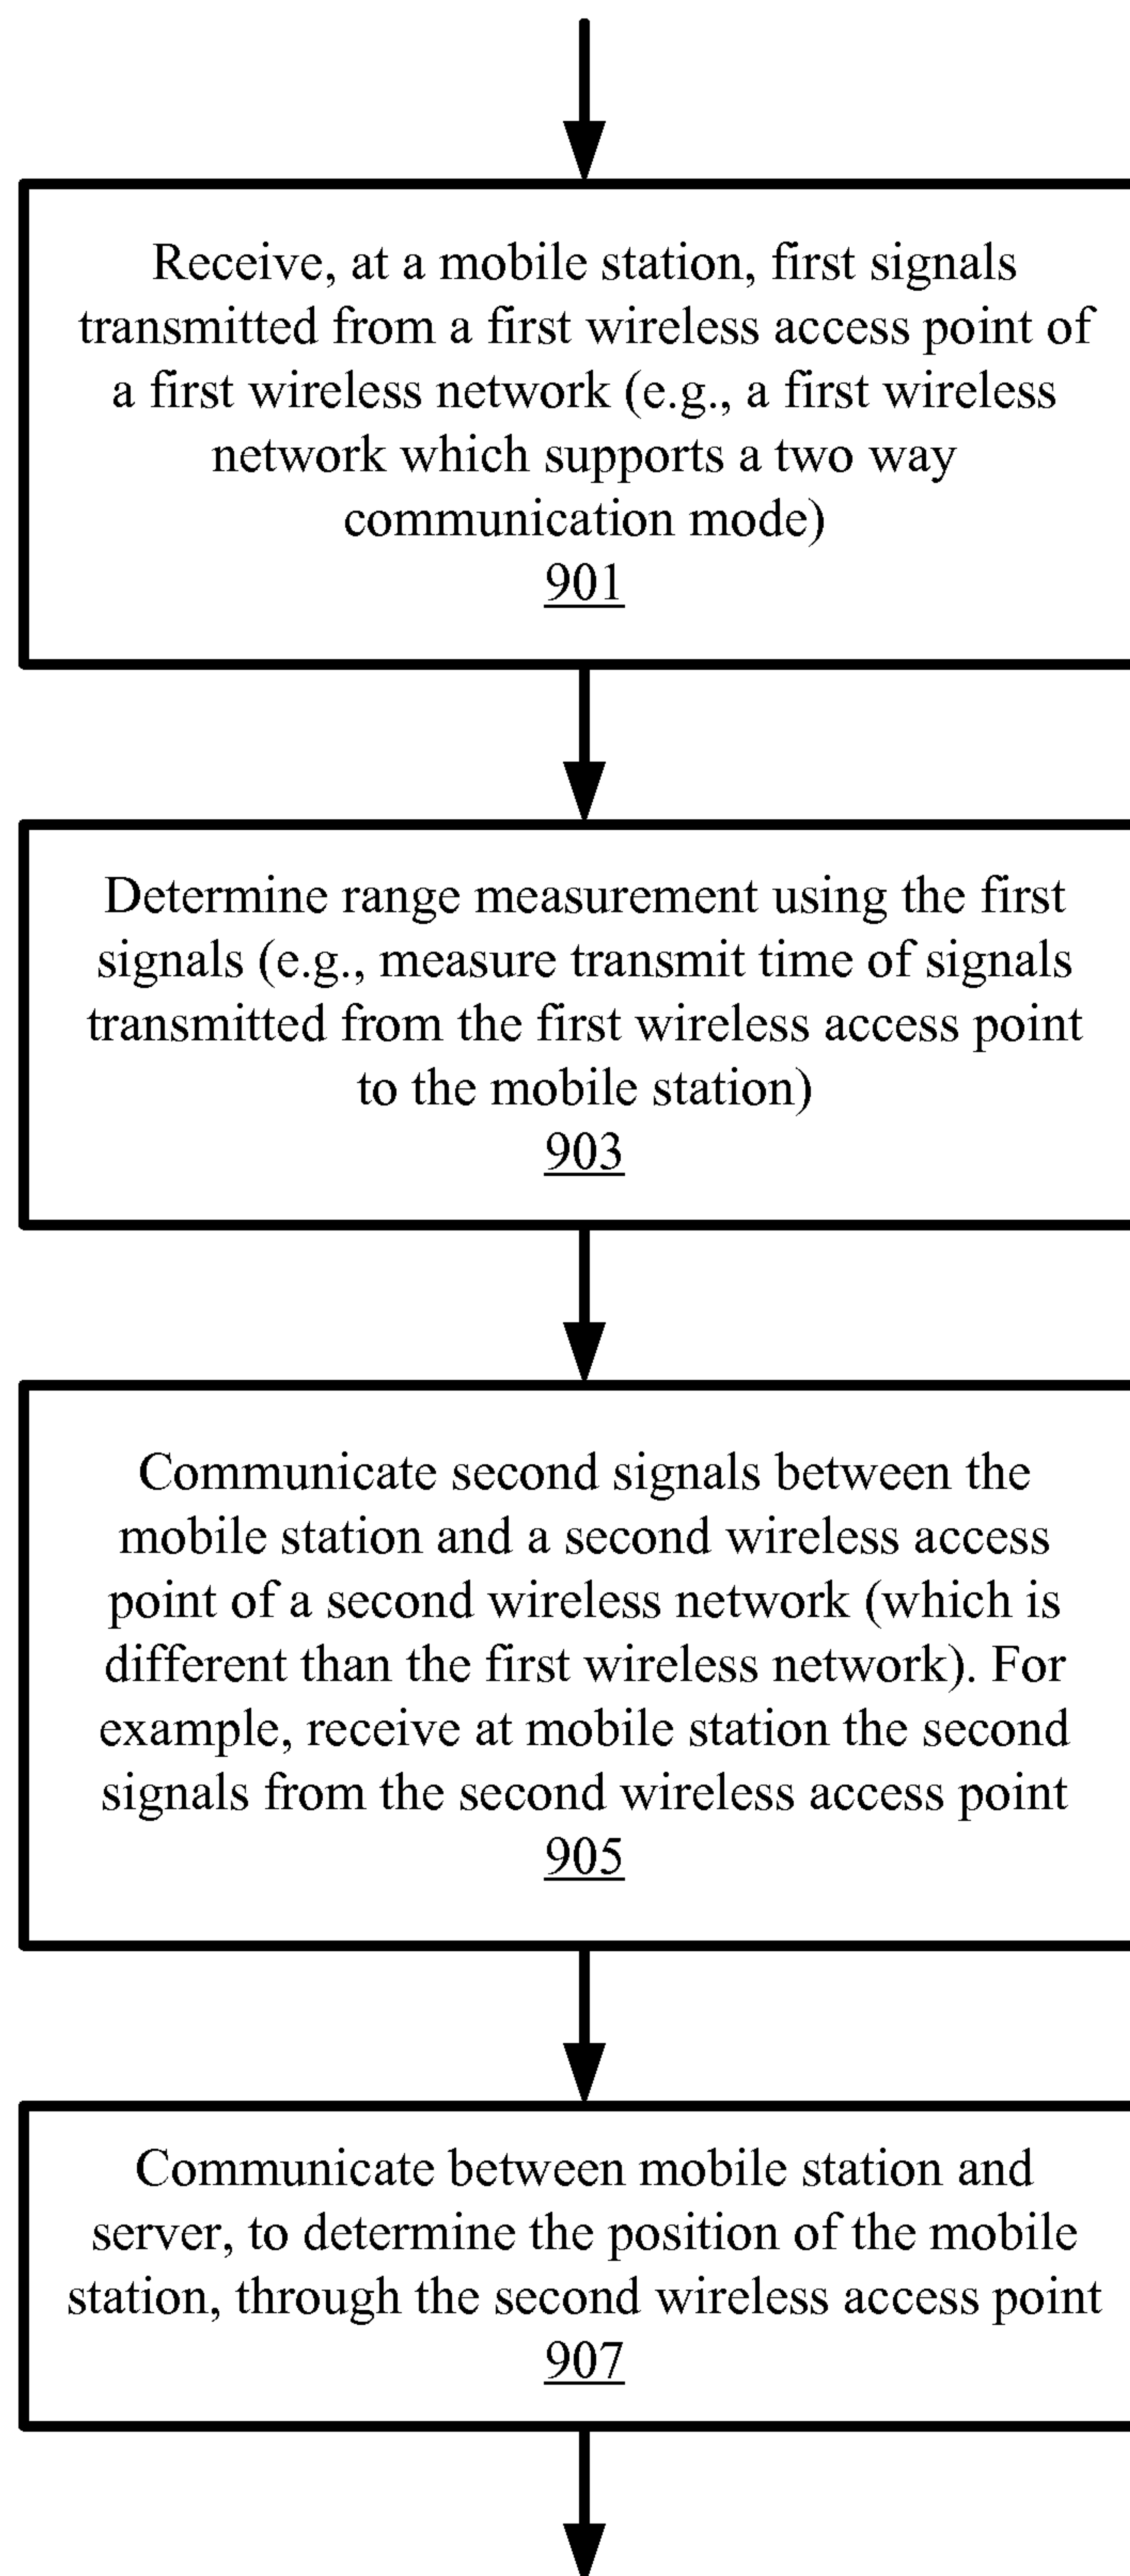 Receive, at a mobile station, first signals
transmitted from a first wireless access point of
a first wireless network (e.g., a first wireless
network which supports a two way
communication mode)
901
Determine range measurement using the first
signals (e.g., measure transmit time of signals
transmitted from the first wireless access point
to the mobile station)
903
Communicate second signals between the
mobile station and a second wireless access
point of a second wireless network (which is
different than the first wireless network). For
example, receive at mobile station the second
signals from the second wireless access point
905
Communicate between mobile station and
server, to determine the position of the mobile
station, through the second wireless access point
907